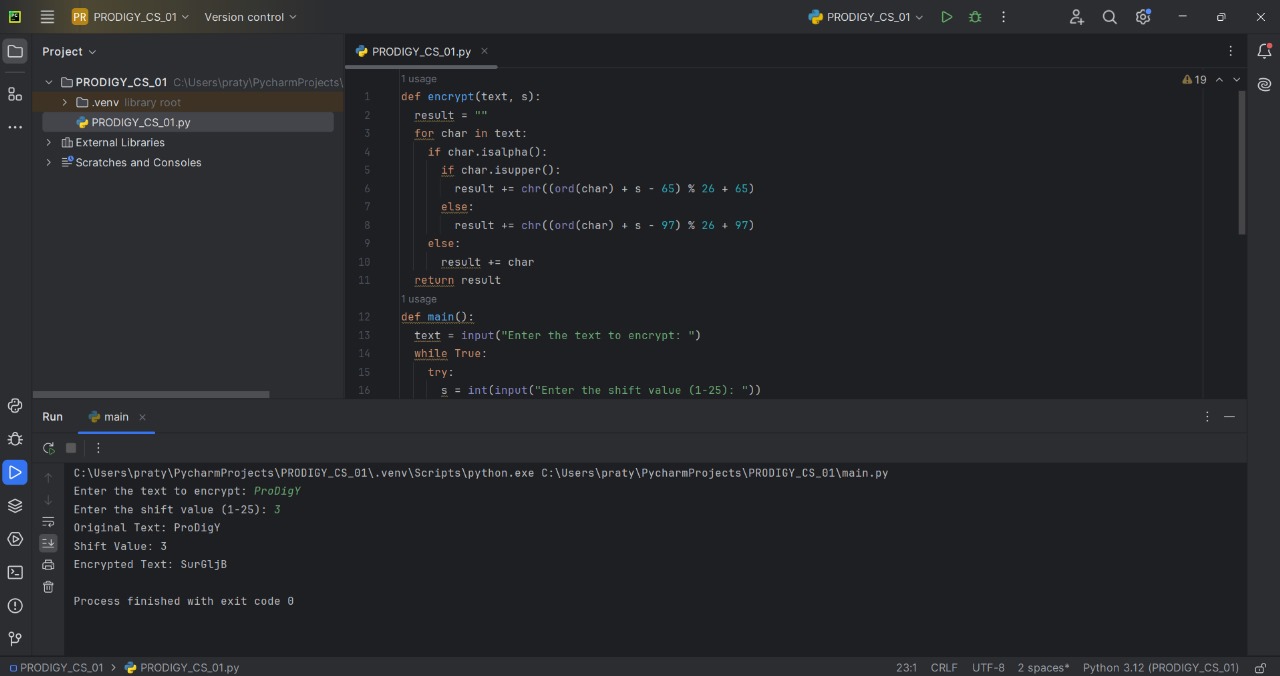 PR PRODIGY_CS_01 Version control PRODIGY_CS_01
Project
PRODIGY_CS_01.py
PRODIGY_CS_01 C:\Users\praty\PycharmProjects\
.venv library root
PRODIGY_CS_01.py
External Libraries
Scratches and Consoles
1 usage
19
1 def encrypt(text, s):
2 result = ""
3 for char in text:
4 if char.isalpha():
5 if char.isupper():
6 result += chr((ord(char) + s - 65) % 26 + 65)
7 else:
8 result += chr((ord(char) + s - 97) % 26 + 97)
9 else:
10 result += char
11 return result
1 usage
12 def main():
13 text = input("Enter the text to encrypt: ")
14 while True:
15 try:
16 s = int(input("Enter the shift value (1-25): "))
Run main
C:\Users\praty\PycharmProjects\PRODIGY_CS_01\.venv\Scripts\python.exe C:\Users\praty\PycharmProjects\PRODIGY_CS_01\main.py
Enter the text to encrypt: ProDigY
Enter the shift value (1-25): 3
Original Text: ProDigY
Shift Value: 3
Encrypted Text: SurGljB
Process finished with exit code 0
PRODIGY_CS_01 > PRODIGY_CS_01.py 23:1 CRLF UTF-8 2 spaces* Python 3.12 (PRODIGY_CS_01)